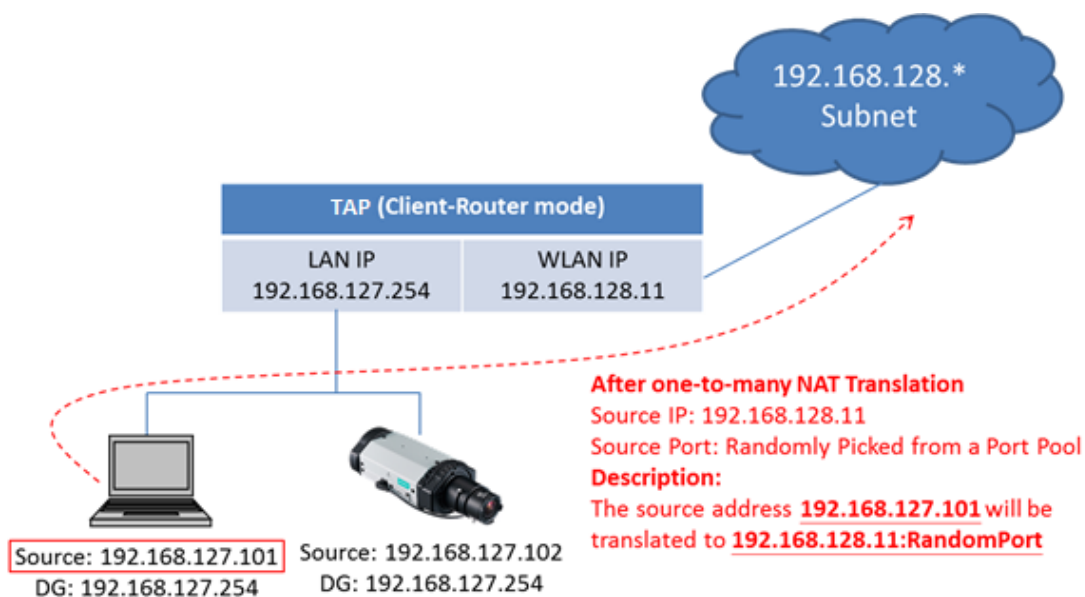 192.168.128.*
Subnet
TAP (Client-Router mode)
LAN IP
192.168.127.254
WLAN IP
192.168.128.11
After one-to-many NAT Translation
Source IP: 192.168.128.11
Source Port: Randomly Picked from a Port Pool
Description:
The source address 192.168.127.101 will be
translated to 192.168.128.11:RandomPort
Source: 192.168.127.101
DG: 192.168.127.254
Source: 192.168.127.102
DG: 192.168.127.254